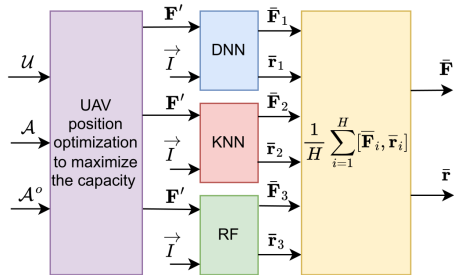 𝒰
𝒜
𝒜ᵒ
UAV
position
optimization
to maximize
the capacity
F′
I⃗
DNN
F̄₁
r̄₁
F′
I⃗
KNN
F̄₂
r̄₂
F′
I⃗
RF
F̄₃
r̄₃
1/H ∑_{i=1}^{H} [F̄ᵢ, r̄ᵢ]
F̄
r̄